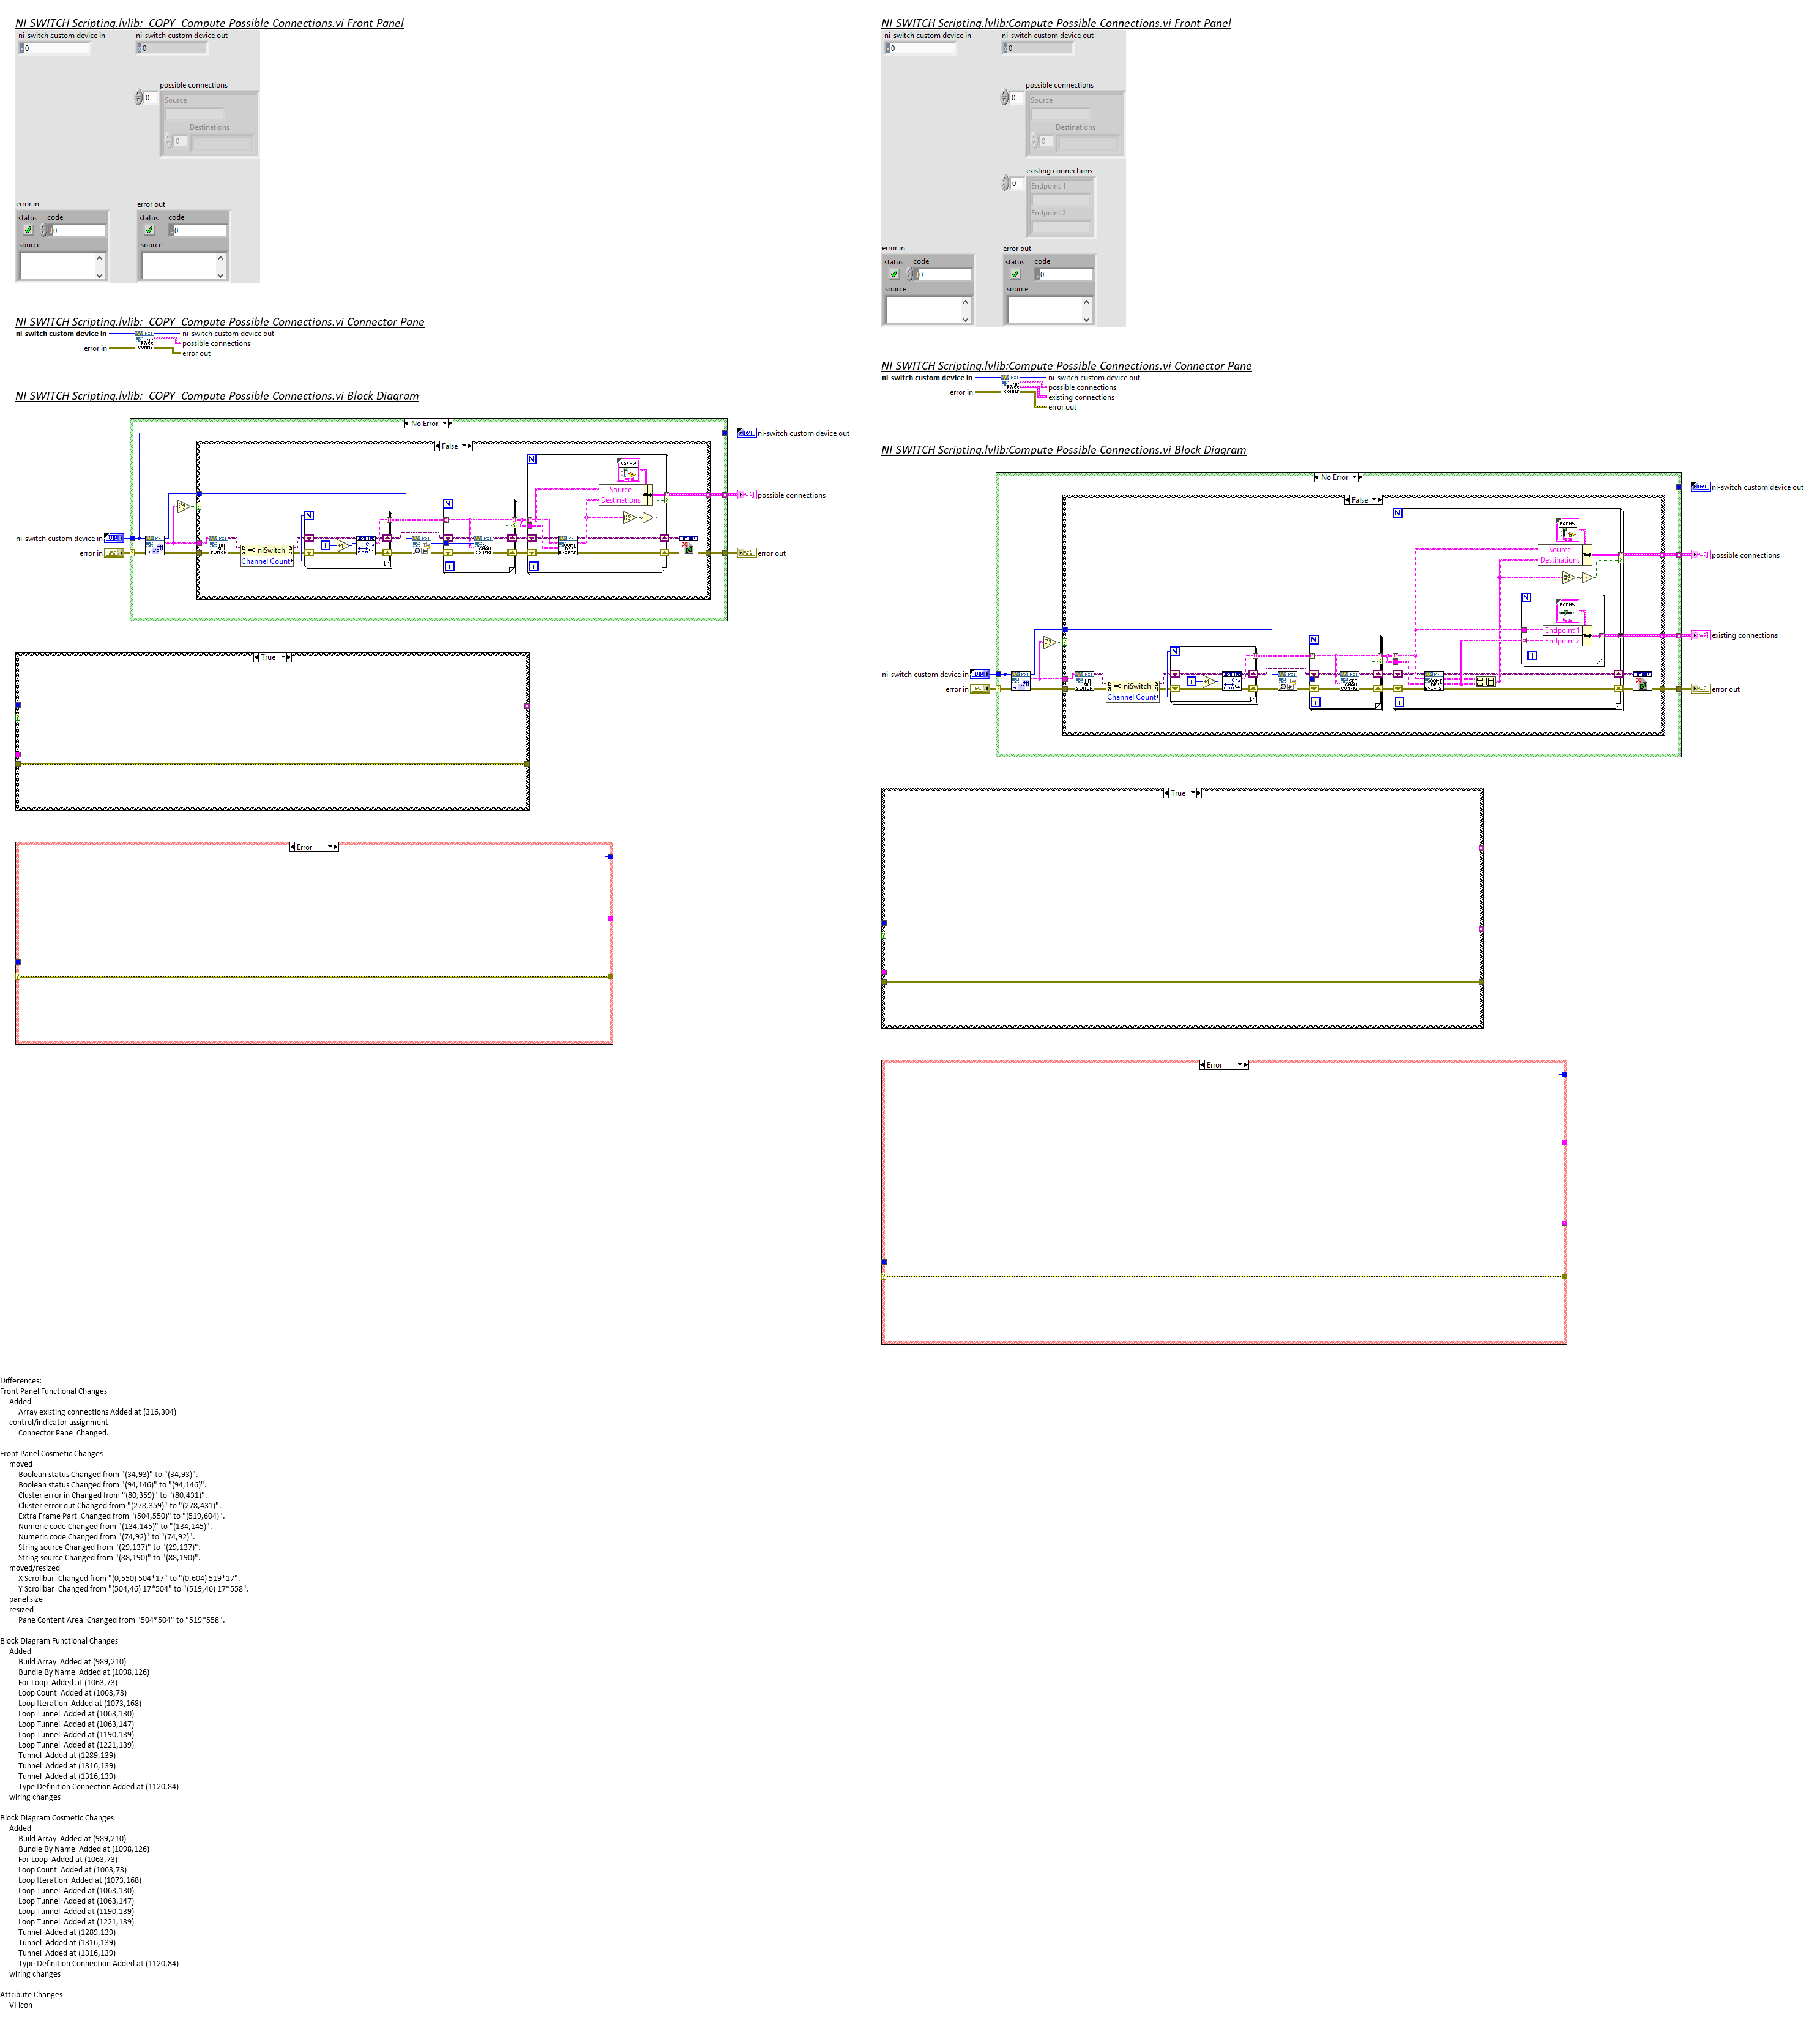 NI-SWITCH Scripting.lvlib:_COPY_Compute Possible Connections.vi Front Panel
ni-switch custom device in
ni-switch custom device out
0
0
possible connections
0
Source
Destinations
0
error in
error out
status
code
status
code
0
0
source
source
NI-SWITCH Scripting.lvlib:_COPY_Compute Possible Connections.vi Connector Pane
ni-switch custom device in
ni-switch custom device out
possible connections
error in
error out
NI-SWITCH Scripting.lvlib:_COPY_Compute Possible Connections.vi Block Diagram
No Error
ni-switch custom device out
False
Source
Destinations
possible connections
ni-switch custom device in
error in
niSwitch
Channel Count
error out
True
Error
NI-SWITCH Scripting.lvlib:Compute Possible Connections.vi Front Panel
ni-switch custom device in
ni-switch custom device out
0
0
possible connections
0
Source
Destinations
0
existing connections
0
Endpoint 1
Endpoint 2
error in
error out
status
code
status
code
0
0
source
source
NI-SWITCH Scripting.lvlib:Compute Possible Connections.vi Connector Pane
ni-switch custom device in
ni-switch custom device out
possible connections
existing connections
error in
error out
NI-SWITCH Scripting.lvlib:Compute Possible Connections.vi Block Diagram
No Error
ni-switch custom device out
False
Source
Destinations
possible connections
Endpoint 1
Endpoint 2
existing connections
ni-switch custom device in
error in
niSwitch
Channel Count
error out
True
Error
Differences:
Front Panel Functional Changes
Added
Array existing connections Added at (316,304)
control/indicator assignment
Connector Pane  Changed.
Front Panel Cosmetic Changes
moved
Boolean status Changed from "(34,93)" to "(34,93)".
Boolean status Changed from "(94,146)" to "(94,146)".
Cluster error in Changed from "(80,359)" to "(80,431)".
Cluster error out Changed from "(278,359)" to "(278,431)".
Extra Frame Part  Changed from "(504,550)" to "(519,604)".
Numeric code Changed from "(134,145)" to "(134,145)".
Numeric code Changed from "(74,92)" to "(74,92)".
String source Changed from "(29,137)" to "(29,137)".
String source Changed from "(88,190)" to "(88,190)".
moved/resized
X Scrollbar  Changed from "(0,550) 504*17" to "(0,604) 519*17".
Y Scrollbar  Changed from "(504,46) 17*504" to "(519,46) 17*558".
panel size
resized
Pane Content Area  Changed from "504*504" to "519*558".
Block Diagram Functional Changes
Added
Build Array  Added at (989,210)
Bundle By Name  Added at (1098,126)
For Loop  Added at (1063,73)
Loop Count  Added at (1063,73)
Loop Iteration  Added at (1073,168)
Loop Tunnel  Added at (1063,130)
Loop Tunnel  Added at (1063,147)
Loop Tunnel  Added at (1190,139)
Loop Tunnel  Added at (1221,139)
Tunnel  Added at (1289,139)
Tunnel  Added at (1316,139)
Tunnel  Added at (1316,139)
Type Definition Connection Added at (1120,84)
wiring changes
Block Diagram Cosmetic Changes
Added
Build Array  Added at (989,210)
Bundle By Name  Added at (1098,126)
For Loop  Added at (1063,73)
Loop Count  Added at (1063,73)
Loop Iteration  Added at (1073,168)
Loop Tunnel  Added at (1063,130)
Loop Tunnel  Added at (1063,147)
Loop Tunnel  Added at (1190,139)
Loop Tunnel  Added at (1221,139)
Tunnel  Added at (1289,139)
Tunnel  Added at (1316,139)
Tunnel  Added at (1316,139)
Type Definition Connection Added at (1120,84)
wiring changes
Attribute Changes
VI icon